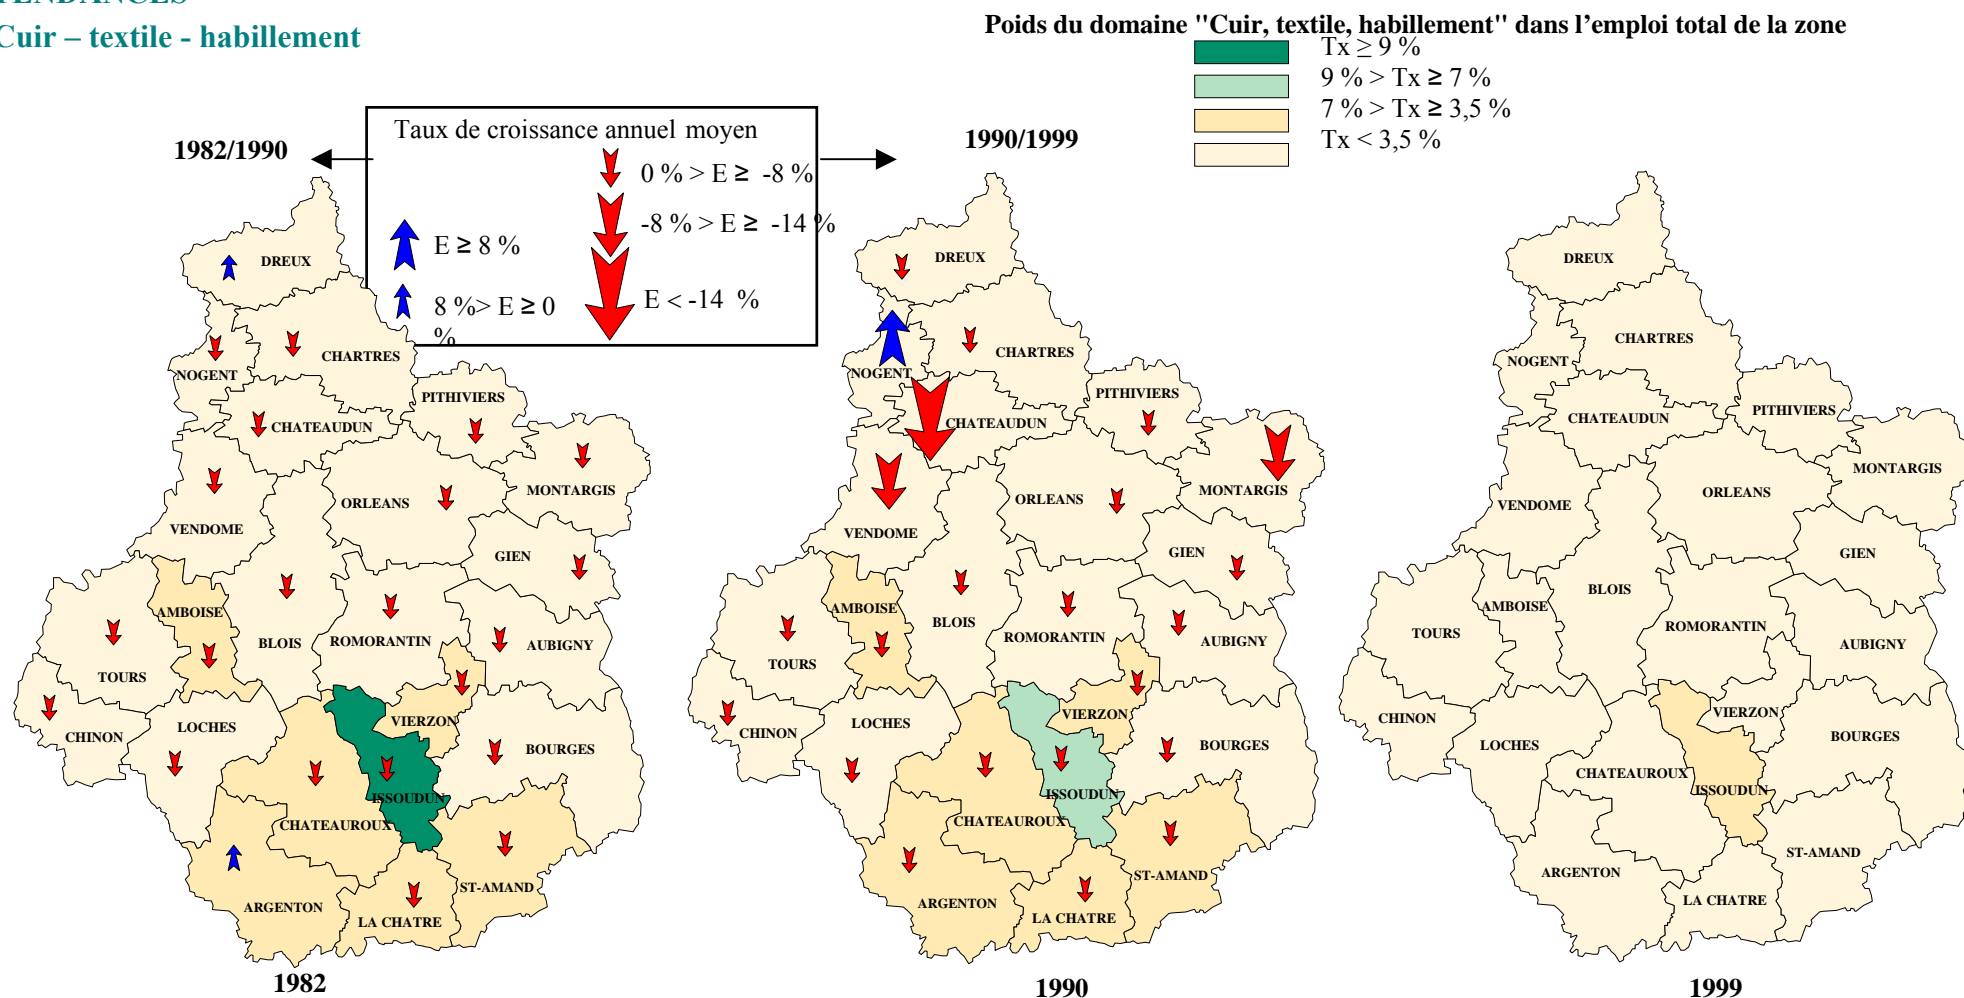 TENDANCES
Cuir – textile - habillement
Poids du domaine "Cuir, textile, habillement" dans l'emploi total de la zone
Tx ≥ 9 %
9 % > Tx ≥ 7 %
7 % > Tx ≥ 3,5 %
Tx < 3,5 %
1982/1990
Taux de croissance annuel moyen
0 % > E ≥ -8 %
-8 % > E ≥ -14 %
E ≥ 8 %
E < -14 %
8 %> E ≥ 0
%
1990/1999
DREUX
CHARTRES
NOGENT
PITHIVIERS
CHATEAUDUN
MONTARGIS
ORLEANS
VENDOME
GIEN
AMBOISE
BLOIS
ROMORANTIN
AUBIGNY
TOURS
LOCHES
VIERZON
CHINON
BOURGES
ISSOUDUN
CHATEAUROUX
ST-AMAND
ARGENTON
LA CHATRE
1982
DREUX
CHARTRES
NOGENT
PITHIVIERS
CHATEAUDUN
MONTARGIS
ORLEANS
VENDOME
GIEN
AMBOISE
BLOIS
ROMORANTIN
AUBIGNY
TOURS
LOCHES
VIERZON
CHINON
BOURGES
ISSOUDUN
CHATEAUROUX
ST-AMAND
ARGENTON
LA CHATRE
1990
DREUX
CHARTRES
NOGENT
PITHIVIERS
CHATEAUDUN
MONTARGIS
ORLEANS
VENDOME
GIEN
BLOIS
AMBOISE
ROMORANTIN
TOURS
AUBIGNY
VIERZON
CHINON
BOURGES
LOCHES
CHATEAUROUX
ISSOUDUN
ST-AMAND
ARGENTON
LA CHATRE
1999